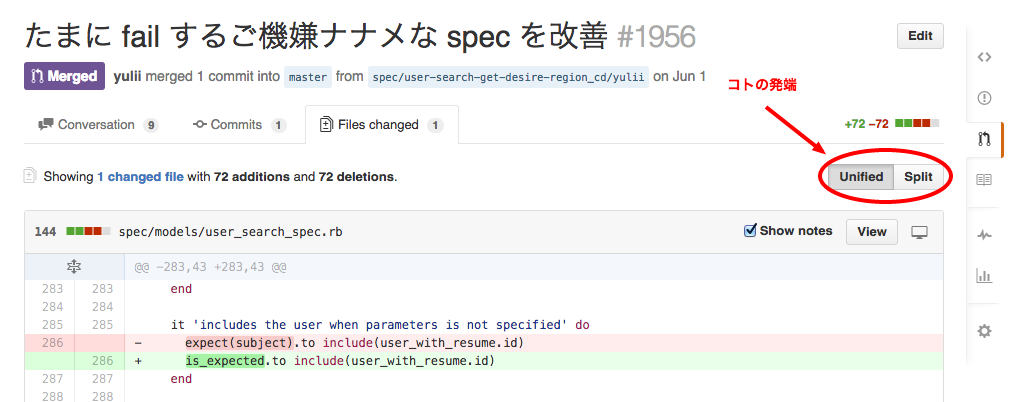 たまに fail するご機嫌ナナメな spec を改善 #1956
Edit
Merged yulii merged 1 commit into master from spec/user-search-get-desire-region_cd/yulii on Jun 1
コトの発端
Conversation 9 Commits 1 Files changed 1 +72 −72
Showing 1 changed file with 72 additions and 72 deletions.
Unified Split
144 spec/models/user_search_spec.rb Show notes View
@@ -283,43 +283,43 @@
283 283 end
284 284
285 285 it 'includes the user when parameters is not specified' do
286 - expect(subject).to include(user_with_resume.id)
286 + is_expected.to include(user_with_resume.id)
287 287 end
288 288